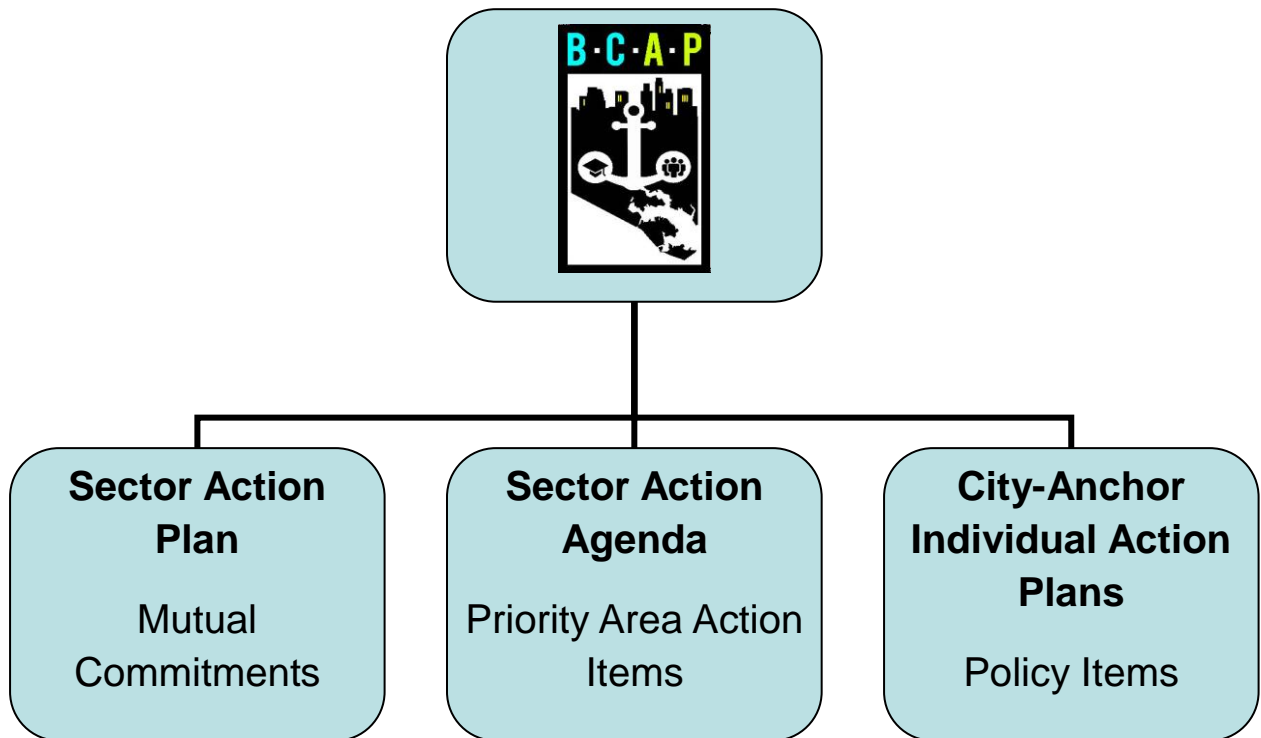 B·C·A·P
Sector Action
Plan
Mutual
Commitments
Sector Action
Agenda
Priority Area Action
Items
City-Anchor
Individual Action
Plans
Policy Items